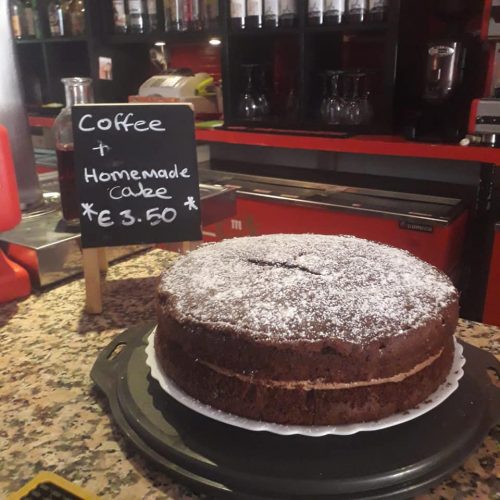 Coffee
+
Homemade
cake
*€ 3.50*